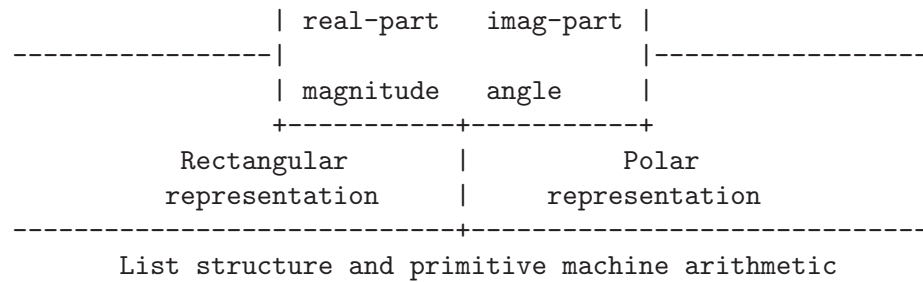 | real-part imag-part |
-----------------| |------------------
| magnitude angle |
+-----------+-----------+
Rectangular | Polar
representation | representation
-----------------------------+------------------------------
List structure and primitive machine arithmetic